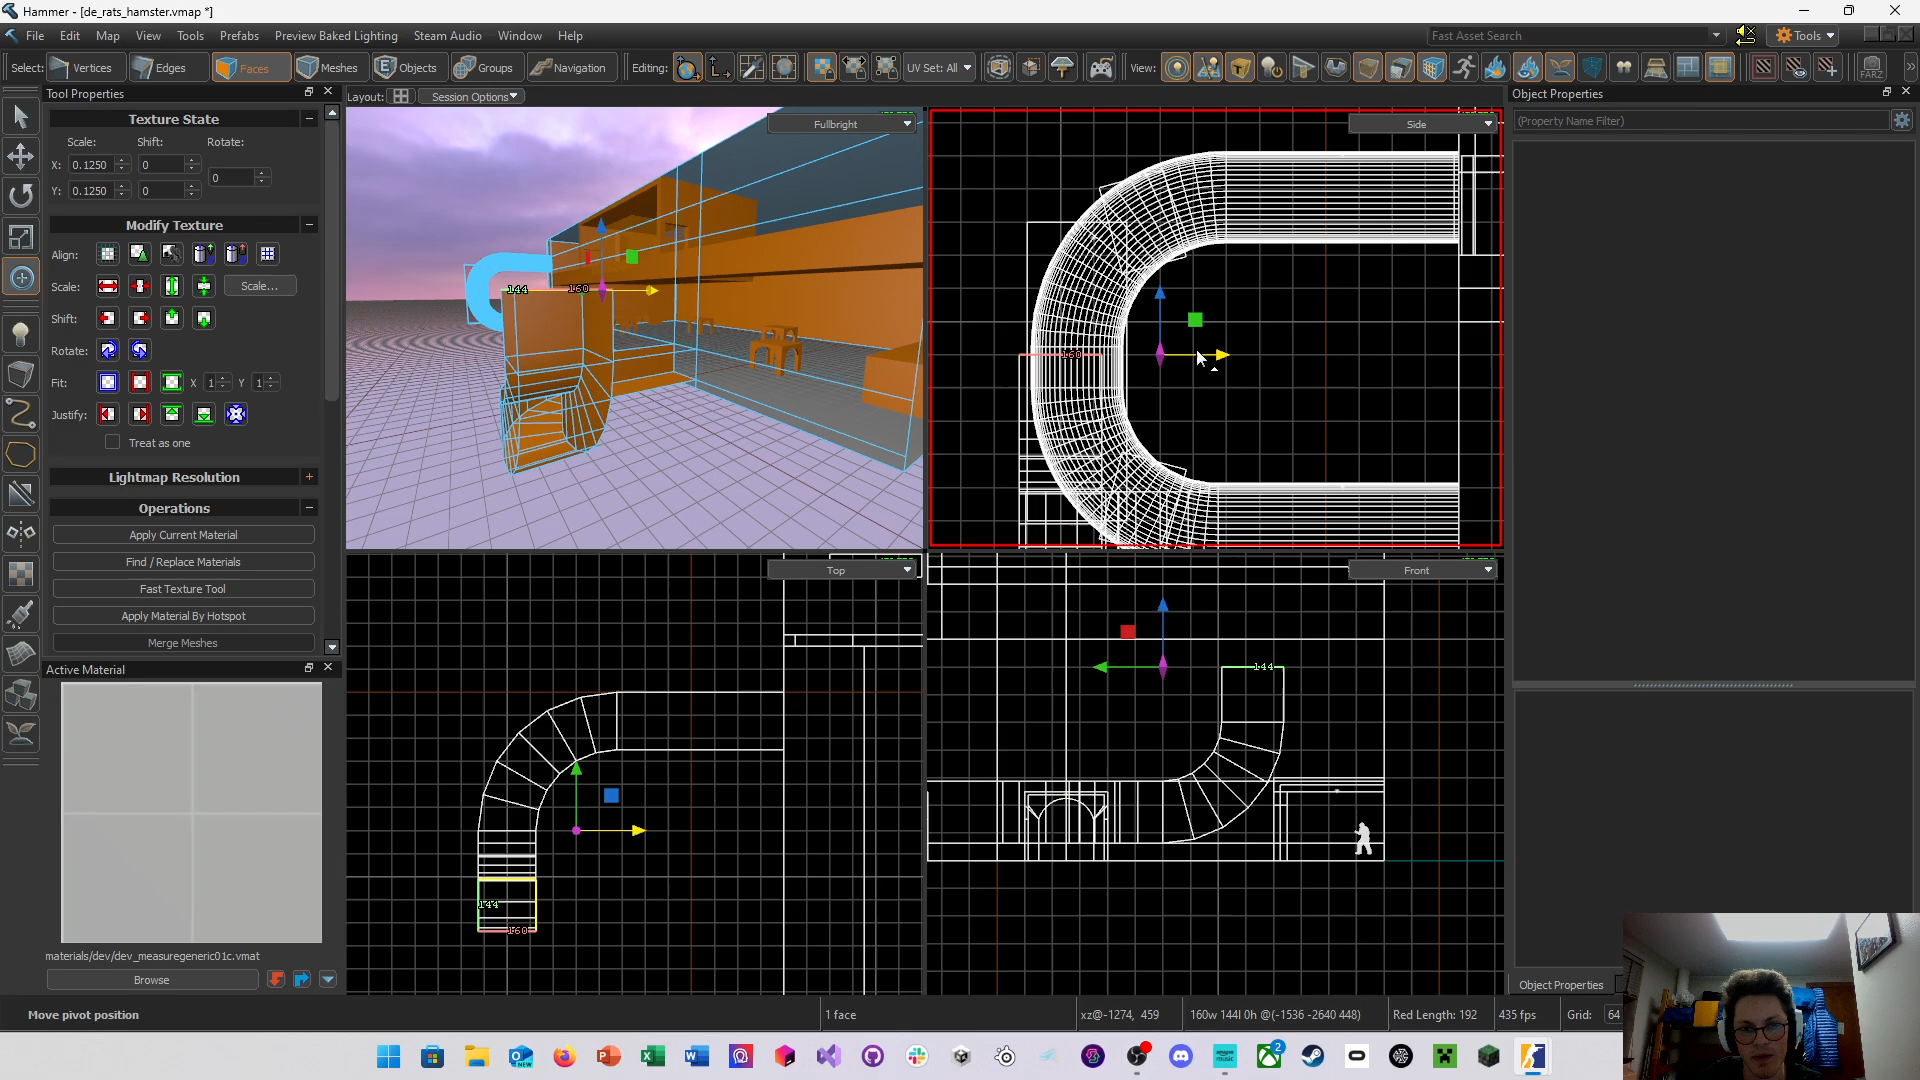 Hammer - [de_rats_hamster.vmap *]
File Edit Map View Tools Prefabs Preview Baked Lighting Steam Audio Window Help
Fast Asset Search
Tools
Select: Vertices Edges Faces Meshes Objects Groups Navigation Editing: UV Set: All View: FARZ
Tool Properties
Layout: Session Options
Object Properties
Texture State
Fullbright
Side
(Property Name Filter)
Scale: Shift: Rotate:
X: 0.1250 0
0
Y: 0.1250 0
Modify Texture
Align:
Scale: Scale...
144 160
Shift:
Rotate:
160
Fit: X 1 Y 1
Justify:
Treat as one
Lightmap Resolution
Operations
Apply Current Material
Find / Replace Materials
Top
Front
Fast Texture Tool
Apply Material By Hotspot
Merge Meshes
Active Material
144
144
160
materials/dev/dev_measuregeneric01c.vmat
Browse
Object Properties
Move pivot position
1 face
xz@-1274, 459
160w 144l 0h @(-1536 -2640 448)
Red Length: 192
435 fps
Grid: 64
NEW
2